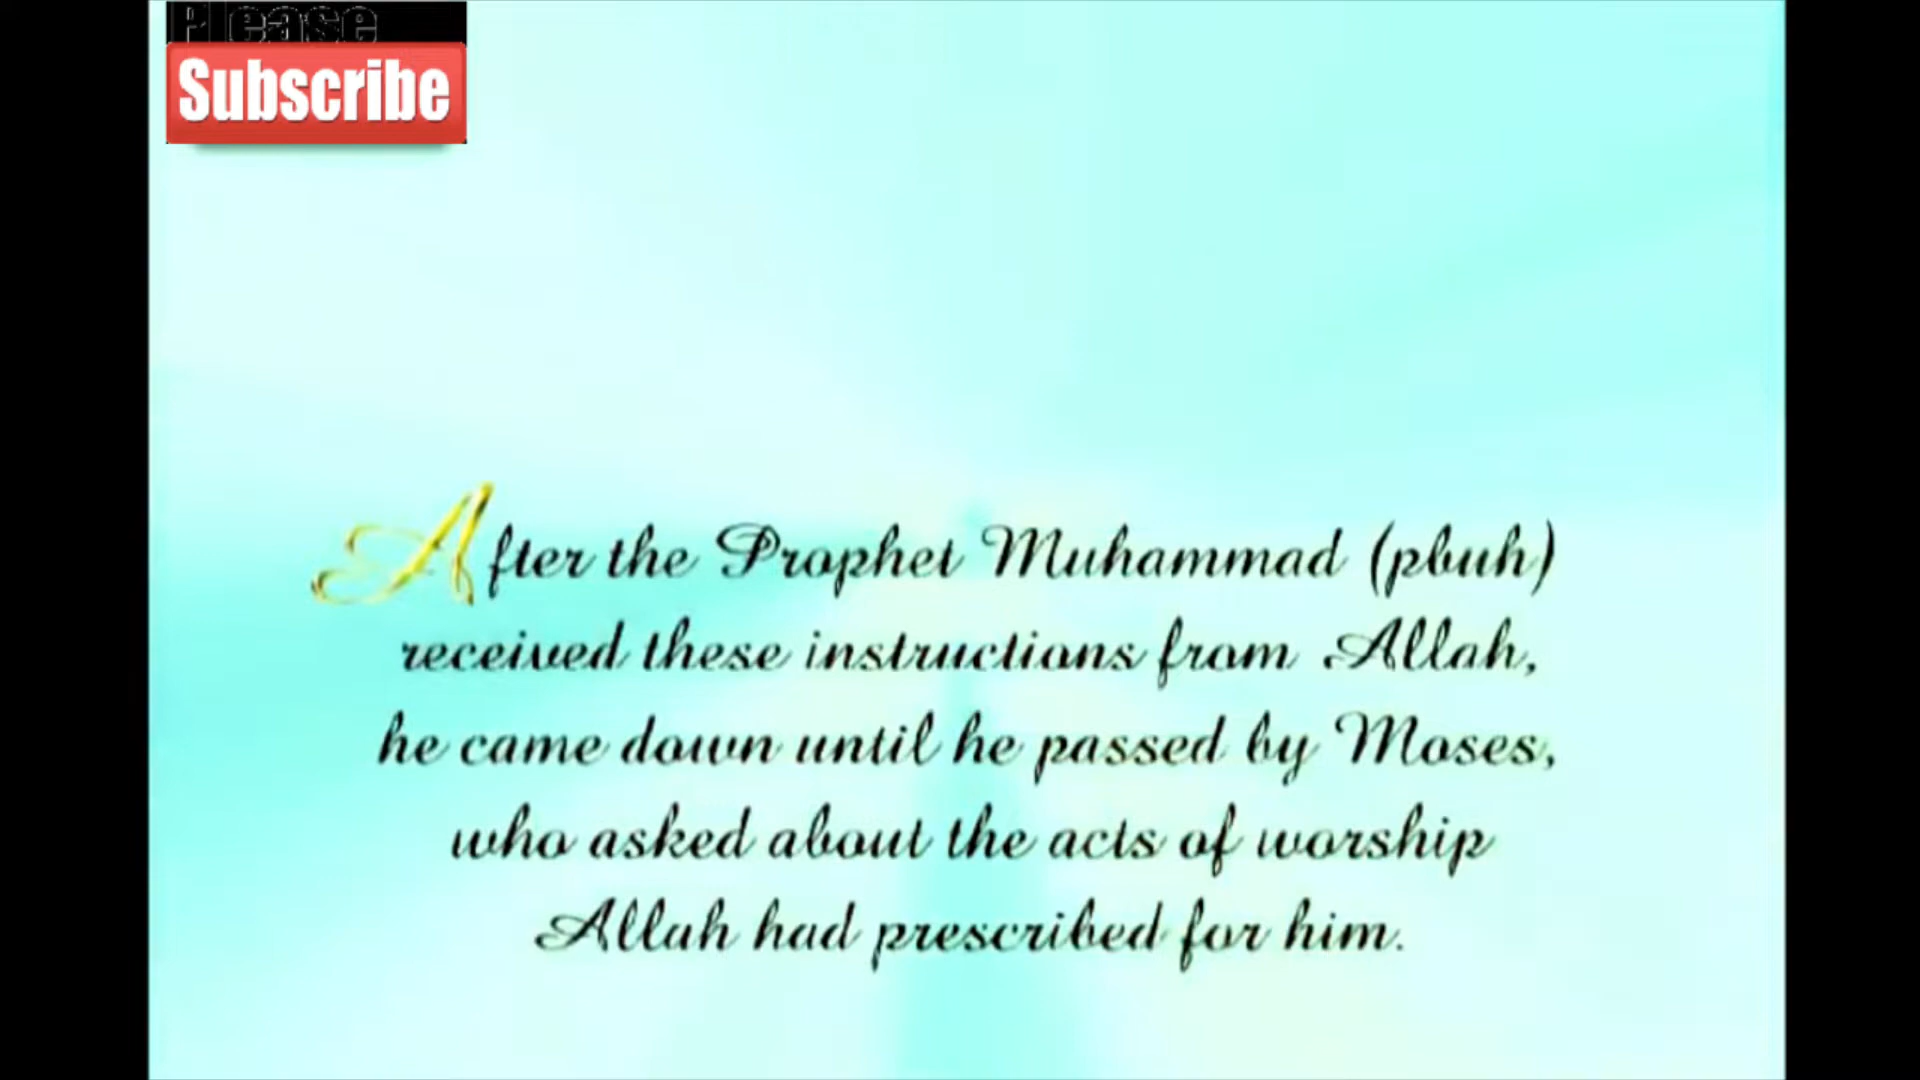 Please
Subscribe
After the Prophet Muhammad (pbuh)
received these instructions from Allah,
he came down until he passed by Moses,
who asked about the acts of worship
Allah had prescribed for him.